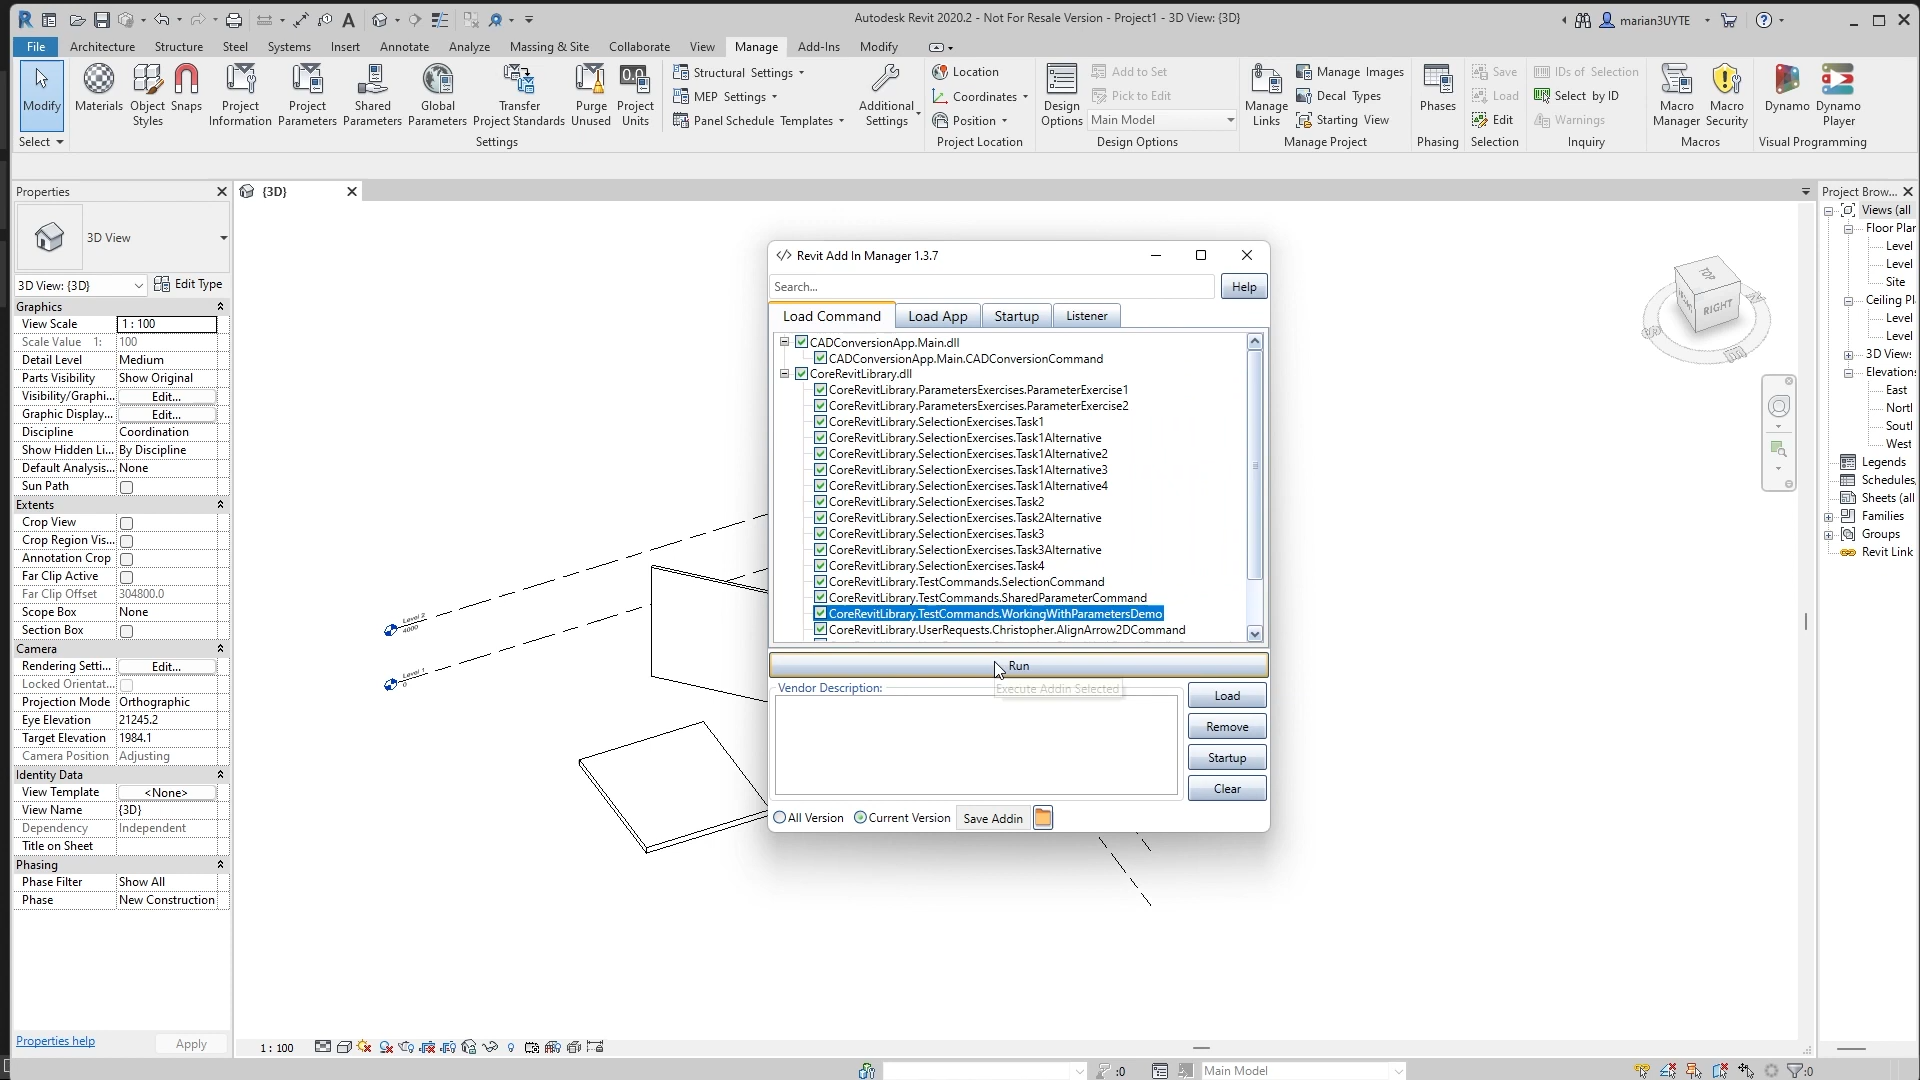 Autodesk Revit 2020.2 - Not For Resale Version - Project1 - 3D View: {3D}
marian3UYTE
File Architecture Structure Steel Systems Insert Annotate Analyze Massing & Site Collaborate View Manage Add-Ins Modify
Modify
Materials
Object Styles
Snaps
Project Information
Project Parameters
Shared Parameters
Global Parameters
Transfer Project Standards
Purge Unused
Project Units
Structural Settings
MEP Settings
Panel Schedule Templates
Additional Settings
Location
Coordinates
Position
Design Options
Add to Set
Pick to Edit
Main Model
Manage Links
Manage Images
Decal Types
Starting View
Phases
Save
Load
Edit
IDs of Selection
Select by ID
Warnings
Macro Manager
Macro Security
Dynamo
Dynamo Player
Select
Settings
Project Location
Design Options
Manage Project
Phasing
Selection
Inquiry
Macros
Visual Programming
Properties
3D View
3D View: {3D}
Edit Type
Graphics
View Scale 1 : 100
Scale Value 1: 100
Detail Level Medium
Parts Visibility Show Original
Visibility/Graphi... Edit...
Graphic Display... Edit...
Discipline Coordination
Show Hidden Li... By Discipline
Default Analysis... None
Sun Path
Extents
Crop View
Crop Region Vis...
Annotation Crop
Far Clip Active
Far Clip Offset 304800.0
Scope Box None
Section Box
Camera
Rendering Setti... Edit...
Locked Orientat...
Projection Mode Orthographic
Eye Elevation 21245.2
Target Elevation 1984.1
Camera Position Adjusting
Identity Data
View Template <None>
View Name {3D}
Dependency Independent
Title on Sheet
Phasing
Phase Filter Show All
Phase New Construction
Properties help
Apply
{3D}
Level 2
4000
Level 1
0
TOP
RIGHT
Revit Add In Manager 1.3.7
Search...
Help
Load Command
Load App
Startup
Listener
CADConversionApp.Main.dll
CADConversionApp.Main.CADConversionCommand
CoreRevitLibrary.dll
CoreRevitLibrary.ParametersExercises.ParameterExercise1
CoreRevitLibrary.ParametersExercises.ParameterExercise2
CoreRevitLibrary.SelectionExercises.Task1
CoreRevitLibrary.SelectionExercises.Task1Alternative
CoreRevitLibrary.SelectionExercises.Task1Alternative2
CoreRevitLibrary.SelectionExercises.Task1Alternative3
CoreRevitLibrary.SelectionExercises.Task1Alternative4
CoreRevitLibrary.SelectionExercises.Task2
CoreRevitLibrary.SelectionExercises.Task2Alternative
CoreRevitLibrary.SelectionExercises.Task3
CoreRevitLibrary.SelectionExercises.Task3Alternative
CoreRevitLibrary.SelectionExercises.Task4
CoreRevitLibrary.TestCommands.SelectionCommand
CoreRevitLibrary.TestCommands.SharedParameterCommand
CoreRevitLibrary.TestCommands.WorkingWithParametersDemo
CoreRevitLibrary.UserRequests.Christopher.AlignArrow2DCommand
Run
Execute Addin Selected
Vendor Description:
Load
Remove
Startup
Clear
All Version
Current Version
Save Addin
Project Brow...
Views (all
Floor Plan
Level
Level
Site
Ceiling Pl
Level
Level
3D Views
Elevations
East
North
South
West
Legends
Schedules
Sheets (all
Families
Groups
Revit Link
1 : 100
:0
Main Model
:0